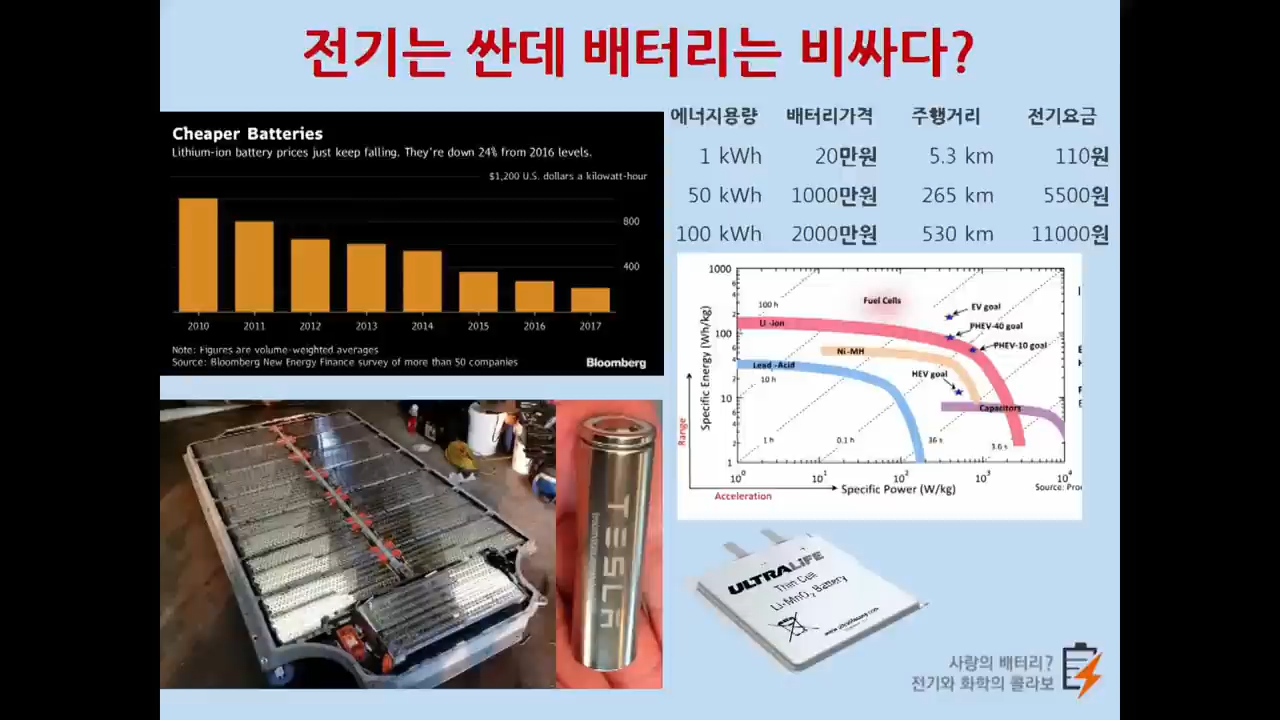 전기는 싼데 배터리는 비싸다?
Cheaper Batteries
Lithium-ion battery prices just keep falling. They're down 24% from 2016 levels.
$1,200 U.S. dollars a kilowatt-hour
800
400
2010 2011 2012 2013 2014 2015 2016 2017
Note: Figures are volume-weighted averages
Source: Bloomberg New Energy Finance survey of more than 50 companies
Bloomberg
에너지용량 배터리가격 주행거리 전기요금
1 kWh 20만원 5.3 km 110원
50 kWh 1000만원 265 km 5500원
100 kWh 2000만원 530 km 11000원
Specific Energy (Wh/kg)
Range
1000
100
10
1
100 h
Fuel Cells
EV goal
Li-Ion
PHEV-40 goal
PHEV-10 goal
Ni-MH
Lead-Acid
HEV goal
10 h
Capacitors
1 h
0.1 h
36 s
3.6 s
10⁰ 10¹ 10² 10³ 10⁴
Acceleration
Specific Power (W/kg)
TESLA
ULTRALIFE
Thin Cell
Li-MnO₂ Battery
사랑의 배터리?
전기와 화학의 콜라보